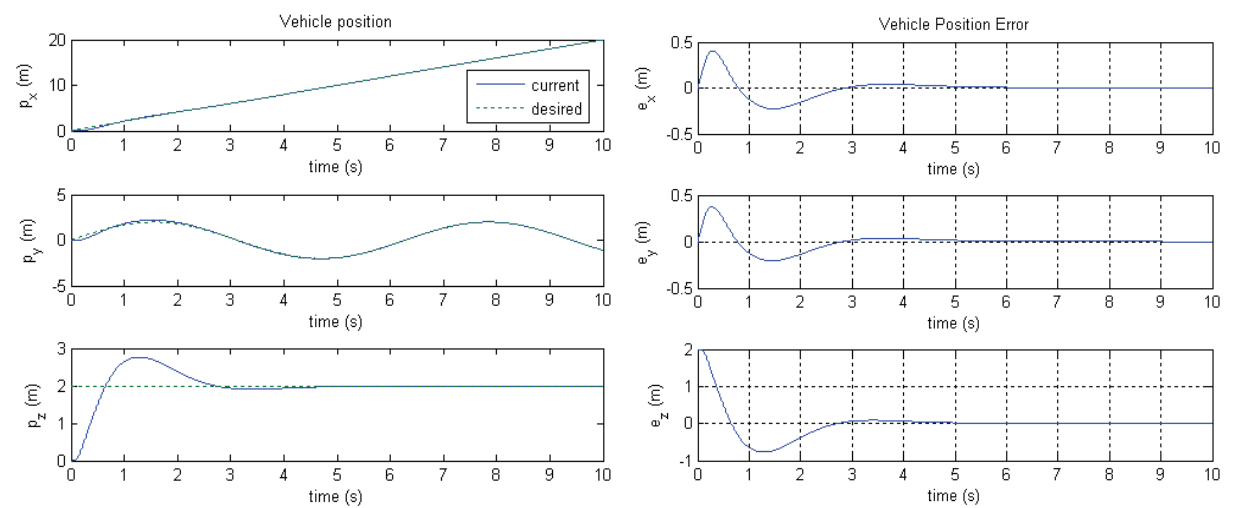 Vehicle position
20
10
0
p_x (m)
current
desired
0 1 2 3 4 5 6 7 8 9 10
time (s)
5
0
-5
p_y (m)
0 1 2 3 4 5 6 7 8 9 10
time (s)
3
2
1
0
p_z (m)
0 1 2 3 4 5 6 7 8 9 10
time (s)
Vehicle Position Error
0.5
0
-0.5
e_x (m)
0 1 2 3 4 5 6 7 8 9 10
time (s)
0.5
0
-0.5
e_y (m)
0 1 2 3 4 5 6 7 8 9 10
time (s)
2
1
0
-1
e_z (m)
0 1 2 3 4 5 6 7 8 9 10
time (s)